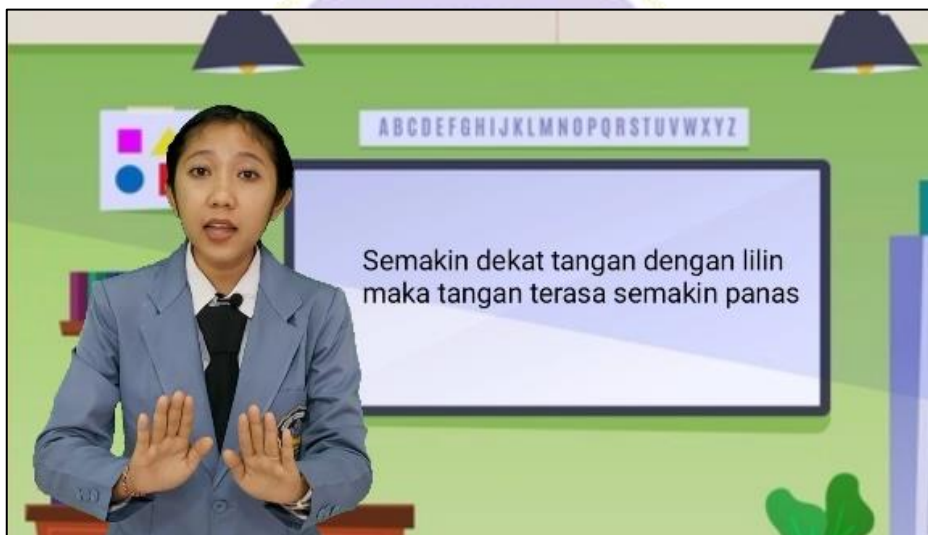 ABCDEFGHIJKLMNOPQRSTUVWXYZ
Semakin dekat tangan dengan lilin
maka tangan terasa semakin panas